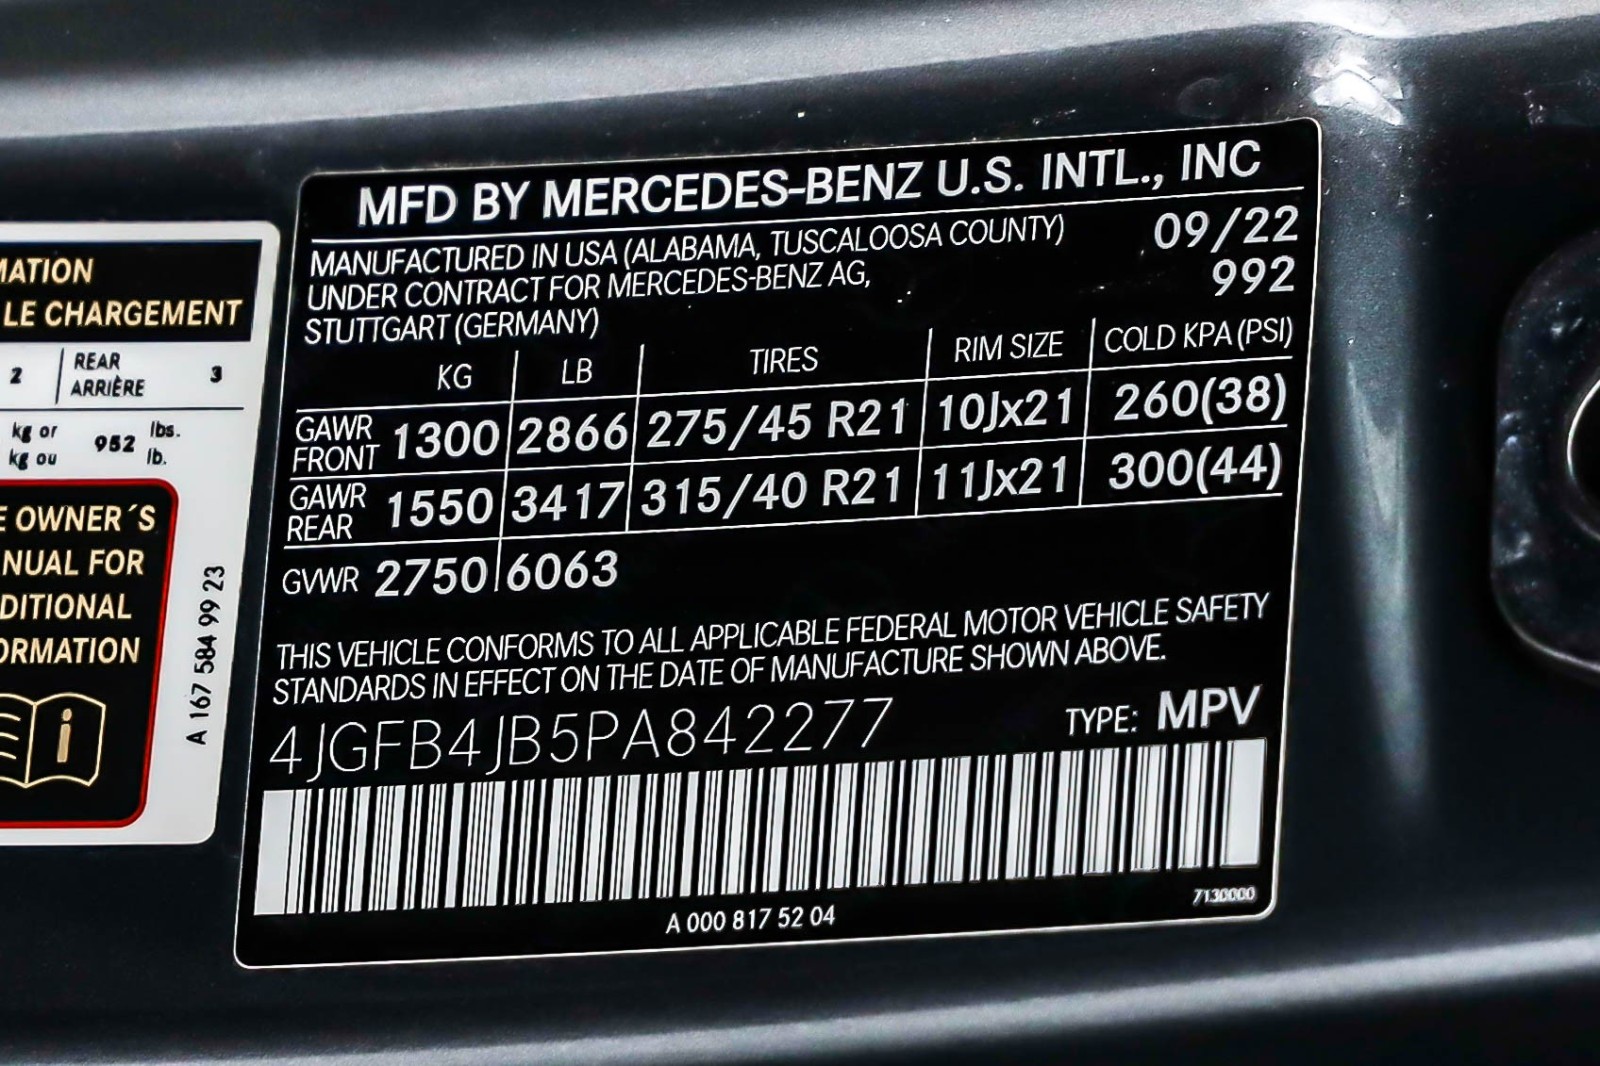 MATION
LE CHARGEMENT
2 REAR 3
ARRIÈRE
kg or 952 lbs.
kg ou lb.
E OWNER´S
NUAL FOR
DITIONAL
ORMATION
A 167 584 99 23
MFD BY MERCEDES-BENZ U.S. INTL., INC
MANUFACTURED IN USA (ALABAMA, TUSCALOOSA COUNTY) 09/22
UNDER CONTRACT FOR MERCEDES-BENZ AG, 992
STUTTGART (GERMANY)
KG LB TIRES RIM SIZE COLD KPA (PSI)
GAWR FRONT 1300 2866 275/45 R21 10Jx21 260(38)
GAWR REAR 1550 3417 315/40 R21 11Jx21 300(44)
GVWR 2750 6063
THIS VEHICLE CONFORMS TO ALL APPLICABLE FEDERAL MOTOR VEHICLE SAFETY
STANDARDS IN EFFECT ON THE DATE OF MANUFACTURE SHOWN ABOVE.
4JGFB4JB5PA842277 TYPE: MPV
A 000 817 52 04
7130000